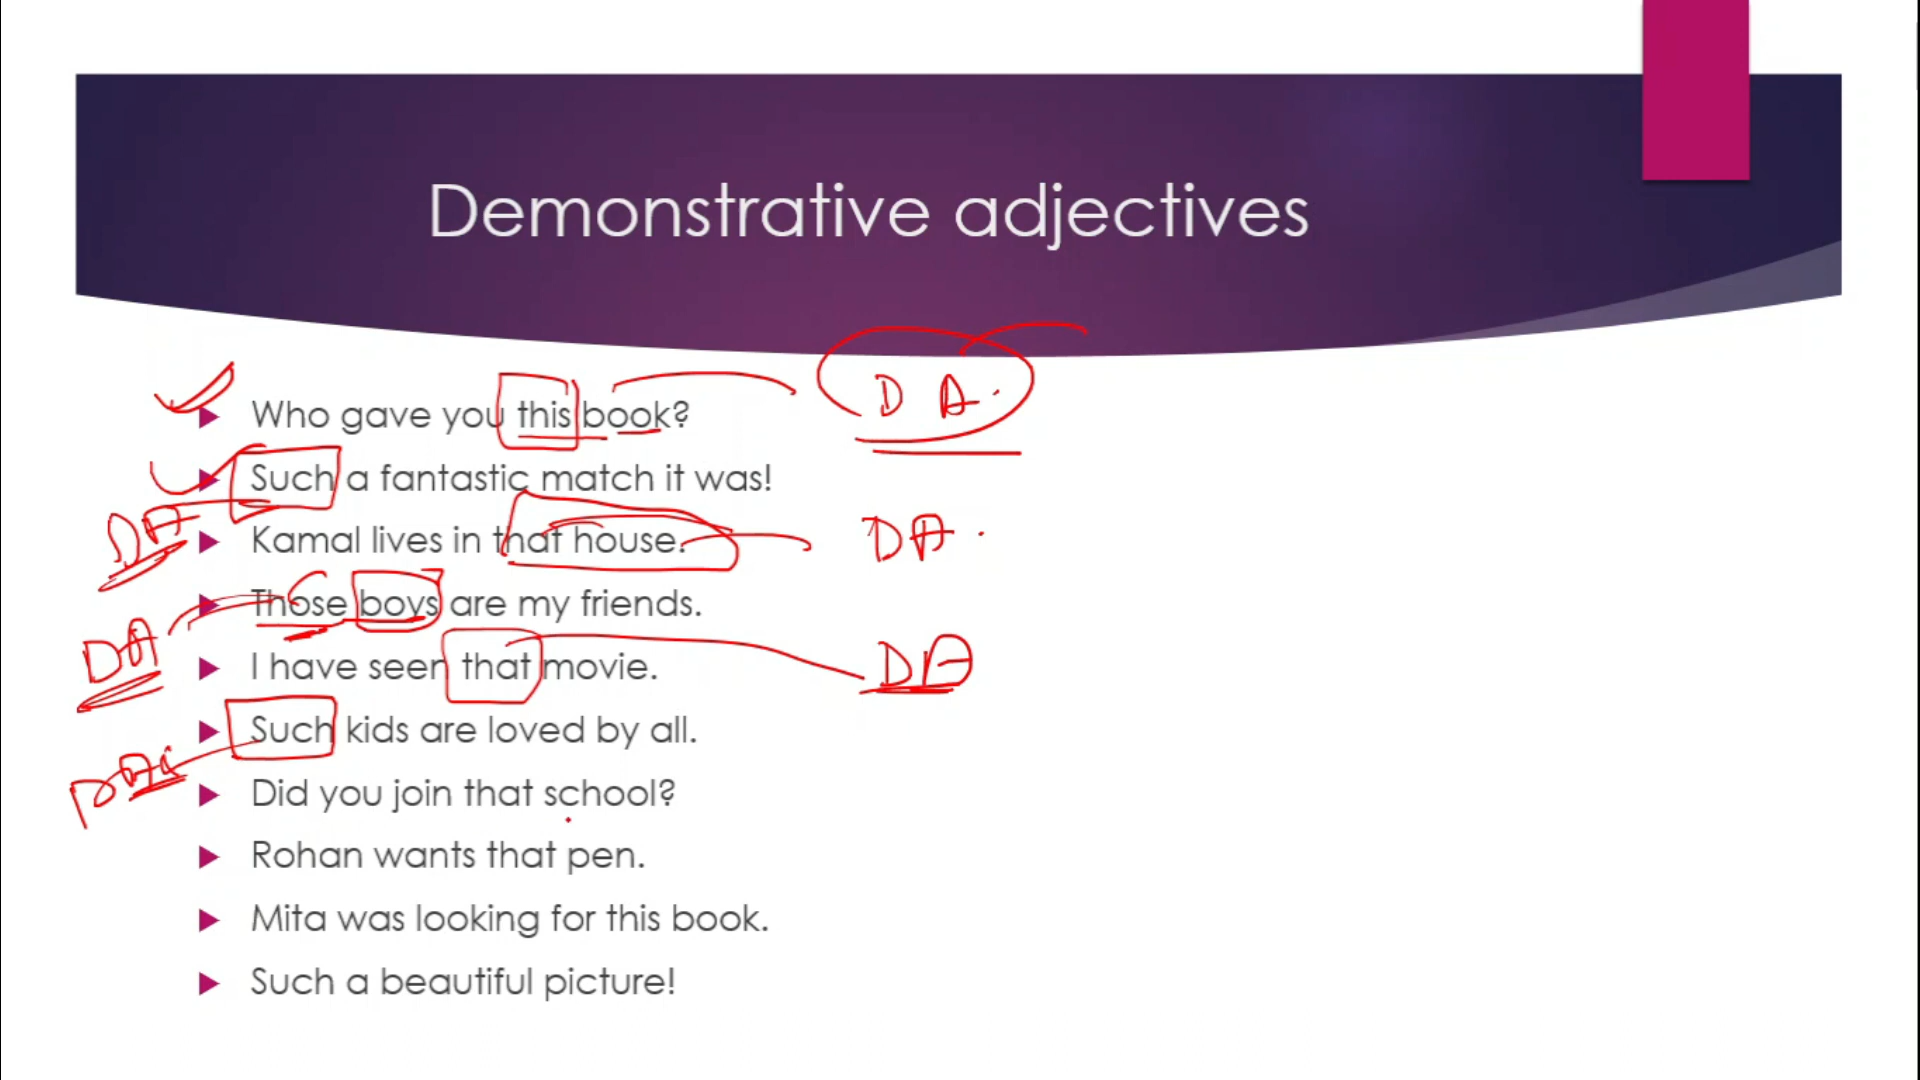 Demonstrative adjectives
Who gave you this book?
D A.
Such a fantastic match it was!
DA
Kamal lives in that house.
DA.
Those boys are my friends.
DA
I have seen that movie.
DA
Such kids are loved by all.
Did you join that school?
Rohan wants that pen.
Mita was looking for this book.
Such a beautiful picture!